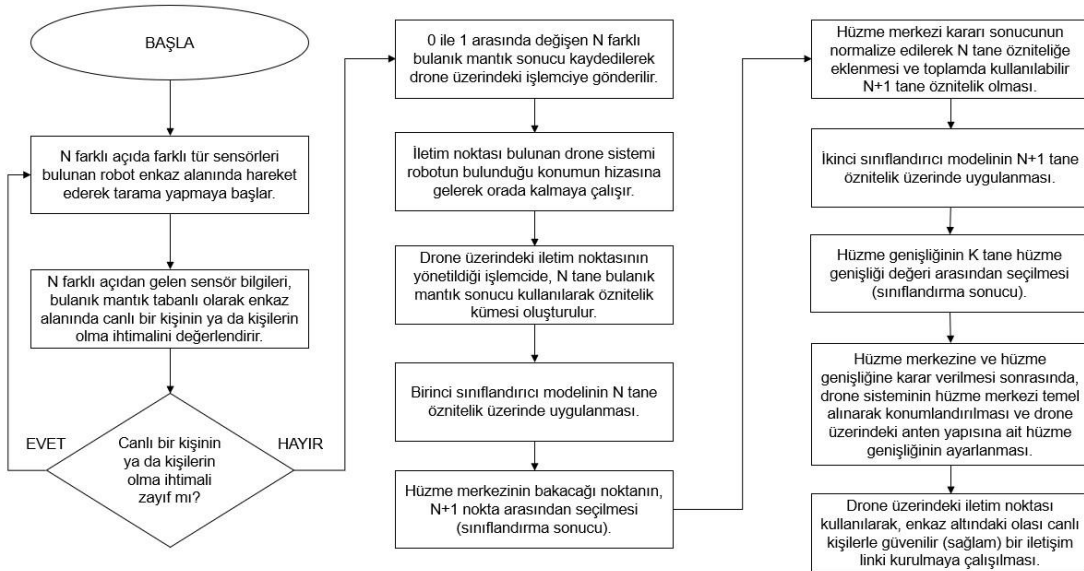 BAŞLA
N farklı açıda farklı tür sensörleri
bulunan robot enkaz alanında hareket
ederek tarama yapmaya başlar.
N farklı açıdan gelen sensör bilgileri,
bulanık mantık tabanlı olarak enkaz
alanında canlı bir kişinin ya da kişilerin
olma ihtimalini değerlendirir.
EVET
Canlı bir kişinin
ya da kişilerin
olma ihtimali
zayıf mı?
HAYIR
0 ile 1 arasında değişen N farklı
bulanık mantık sonucu kaydedilerek
drone üzerindeki işlemciye gönderilir.
İletim noktası bulunan drone sistemi
robotun bulunduğu konumun hizasına
gelerek orada kalmaya çalışır.
Drone üzerindeki iletim noktasının
yönetildiği işlemcide, N tane bulanık
mantık sonucu kullanılarak öznitelik
kümesi oluşturulur.
Birinci sınıflandırıcı modelinin N tane
öznitelik üzerinde uygulanması.
Hüzme merkezinin bakacağı noktanın,
N+1 nokta arasından seçilmesi
(sınıflandırma sonucu).
Hüzme merkezi kararı sonucunun
normalize edilerek N tane özniteliğe
eklenmesi ve toplamda kullanılabilir
N+1 tane öznitelik olması.
İkinci sınıflandırıcı modelinin N+1 tane
öznitelik üzerinde uygulanması.
Hüzme genişliğinin K tane hüzme
genişliği değeri arasından seçilmesi
(sınıflandırma sonucu).
Hüzme merkezine ve hüzme
genişliğine karar verilmesi sonrasında,
drone sisteminin hüzme merkezi temel
alınarak konumlandırılması ve drone
üzerindeki anten yapısına ait hüzme
genişliğinin ayarlanması.
Drone üzerindeki iletim noktası
kullanılarak, enkaz altındaki olası canlı
kişilerle güvenilir (sağlam) bir iletişim
linki kurulmaya çalışılması.